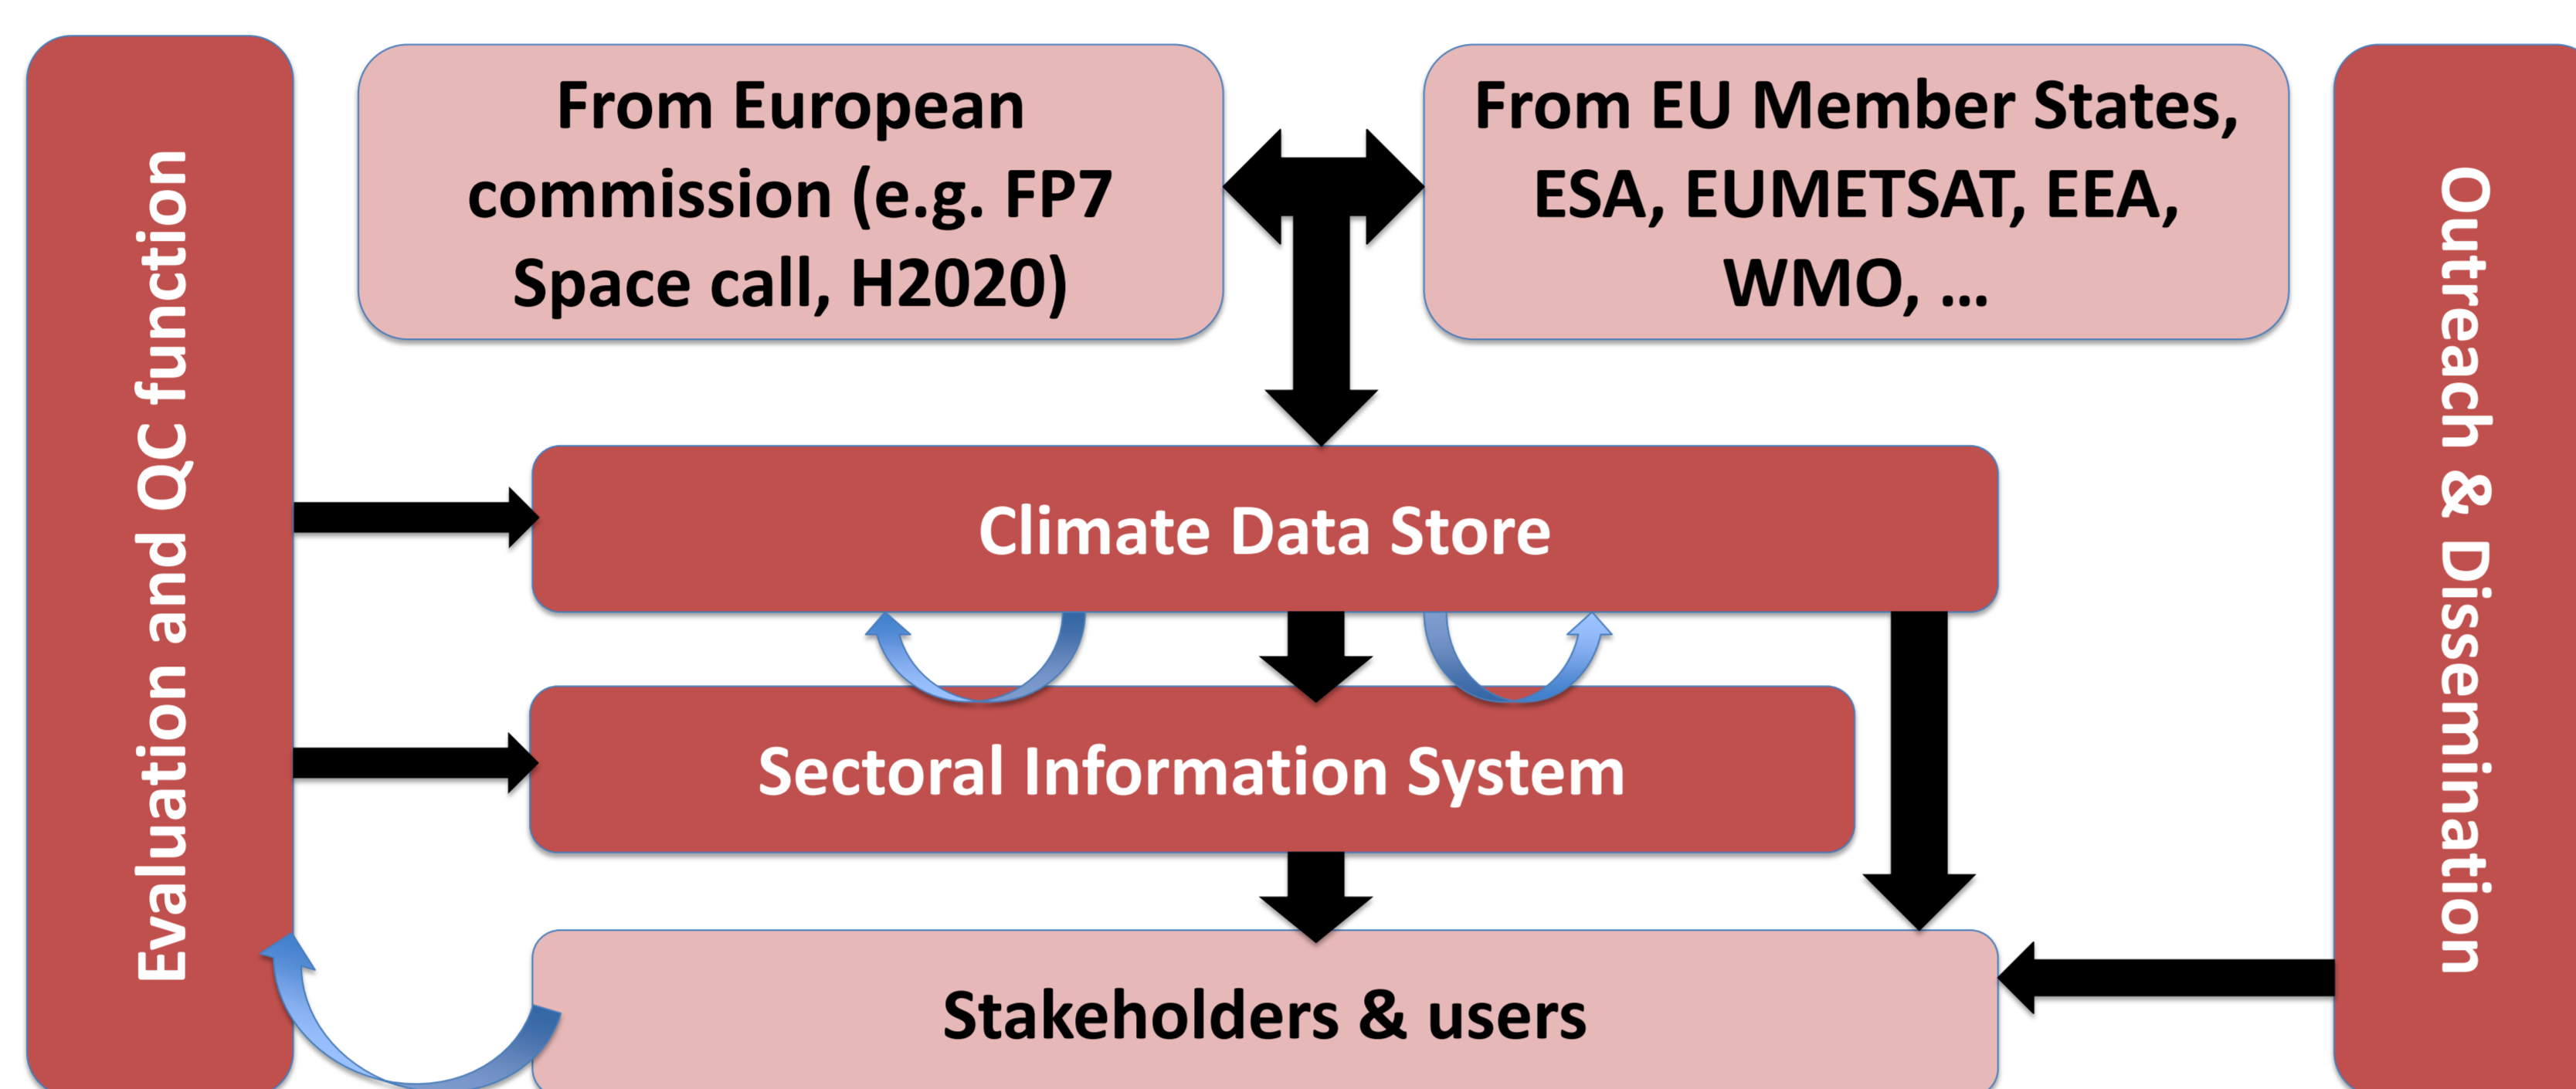 Evaluation and QC function
From European
commission (e.g. FP7
Space call, H2020)
From EU Member States,
ESA, EUMETSAT, EEA,
WMO, ...
Climate Data Store
Sectoral Information System
Stakeholders & users
Outreach & Dissemination